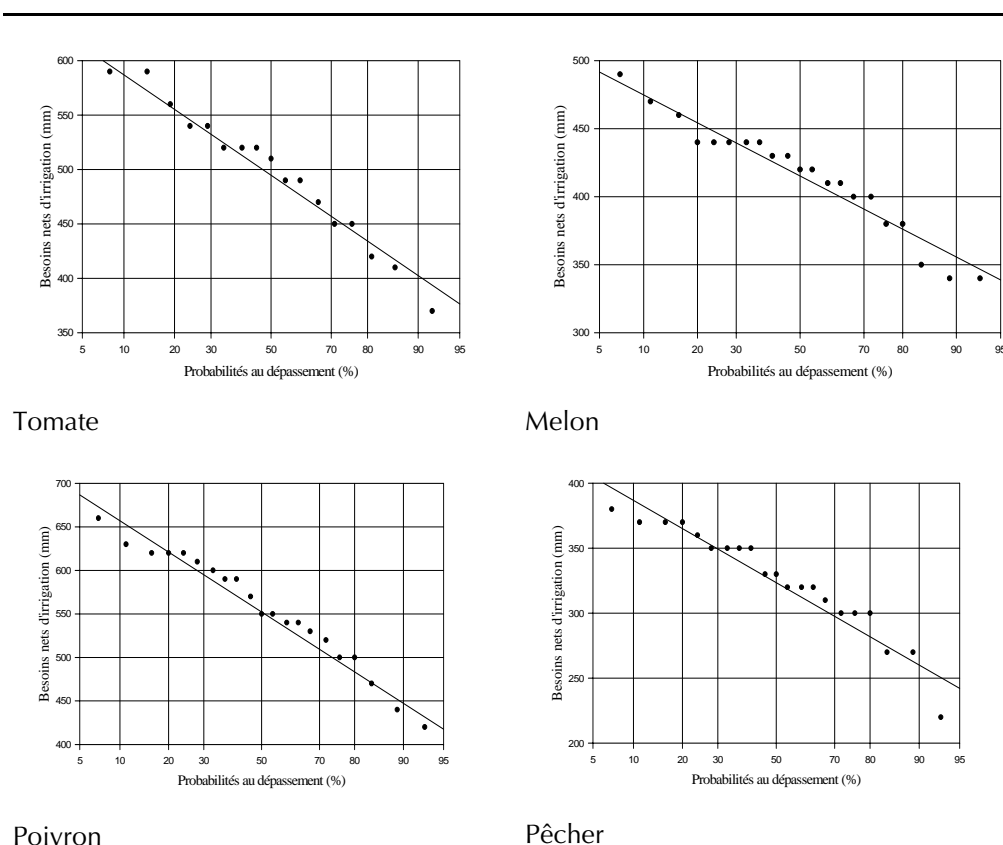 600
550
500
450
400
350
Besoins nets d'irrigation (mm)
5 10 20 30 50 70 80 90 95
Probabilités au dépassement (%)
Tomate
500
450
400
350
300
Besoins nets d'irrigation (mm)
5 10 20 30 50 70 80 90 95
Probabilités au dépassement (%)
Melon
700
650
600
550
500
450
400
Besoins nets d'irrigation (mm)
5 10 20 30 50 70 80 90 95
Probabilités au dépassement (%)
Poivron
400
350
300
250
200
Besoins nets d'irrigation (mm)
5 10 20 30 50 70 80 90 95
Probabilités au dépassement (%)
Pêcher